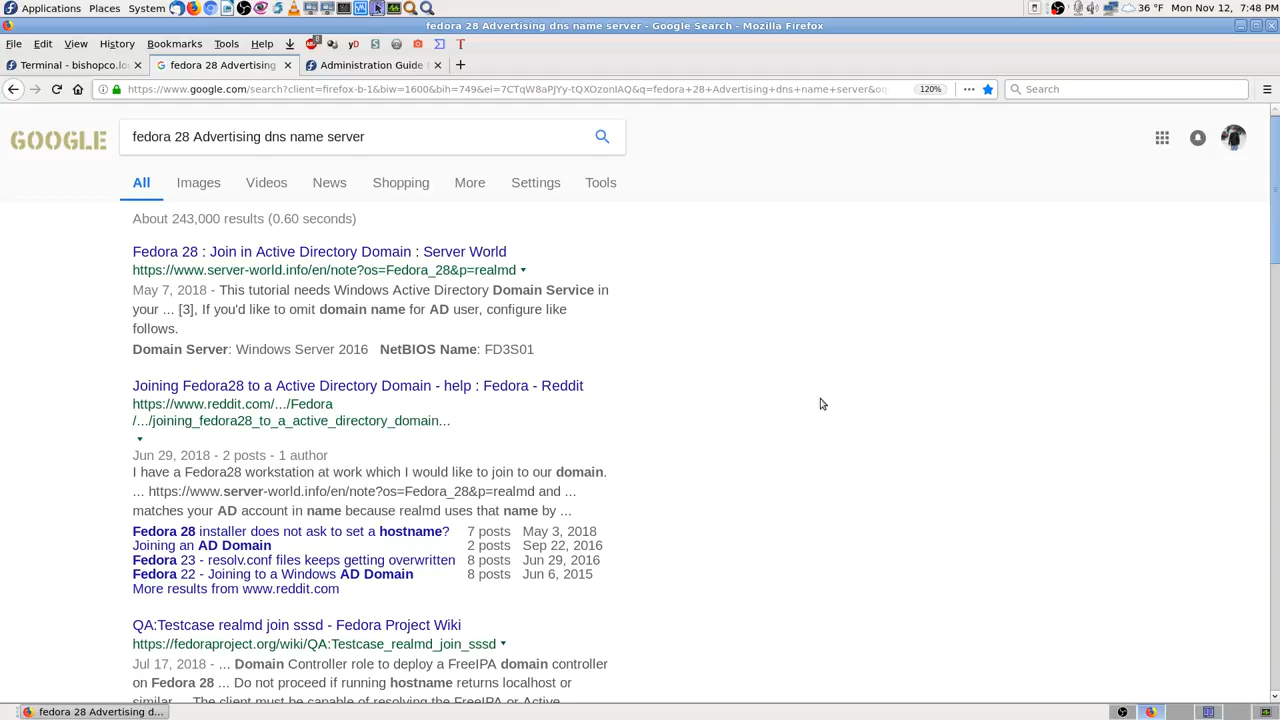 Applications Places System 36 °F Mon Nov 12, 7:48 PM
fedora 28 Advertising dns name server - Google Search - Mozilla Firefox
File Edit View History Bookmarks Tools Help
Terminal - bishopco.lo fedora 28 Advertising Administration Guide
https://www.google.com/search?client=firefox-b-1&biw=1600&bih=749&ei=7CTqW8aPJYy-tQXOzonIAQ&q=fedora+28+Advertising+dns+name+server&oq 120% Search
GOOGLE fedora 28 Advertising dns name server
All Images Videos News Shopping More Settings Tools
About 243,000 results (0.60 seconds)
Fedora 28 : Join in Active Directory Domain : Server World
https://www.server-world.info/en/note?os=Fedora_28&p=realmd
May 7, 2018 - This tutorial needs Windows Active Directory Domain Service in
your ... [3], If you'd like to omit domain name for AD user, configure like
follows.
Domain Server: Windows Server 2016 NetBIOS Name: FD3S01
Joining Fedora28 to a Active Directory Domain - help : Fedora - Reddit
https://www.reddit.com/.../Fedora
/.../joining_fedora28_to_a_active_directory_domain...
Jun 29, 2018 - 2 posts - 1 author
I have a Fedora28 workstation at work which I would like to join to our domain.
... https://www.server-world.info/en/note?os=Fedora_28&p=realmd and ...
matches your AD account in name because realmd uses that name by ...
Fedora 28 installer does not ask to set a hostname? 7 posts May 3, 2018
Joining an AD Domain 2 posts Sep 22, 2016
Fedora 23 - resolv.conf files keeps getting overwritten 8 posts Jun 29, 2016
Fedora 22 - Joining to a Windows AD Domain 8 posts Jun 6, 2015
More results from www.reddit.com
QA:Testcase realmd join sssd - Fedora Project Wiki
https://fedoraproject.org/wiki/QA:Testcase_realmd_join_sssd
Jul 17, 2018 - ... Domain Controller role to deploy a FreeIPA domain controller
on Fedora 28 ... Do not proceed if running hostname returns localhost or
similar ... The client must be capable of resolving the FreeIPA or Active
fedora 28 Advertising d...